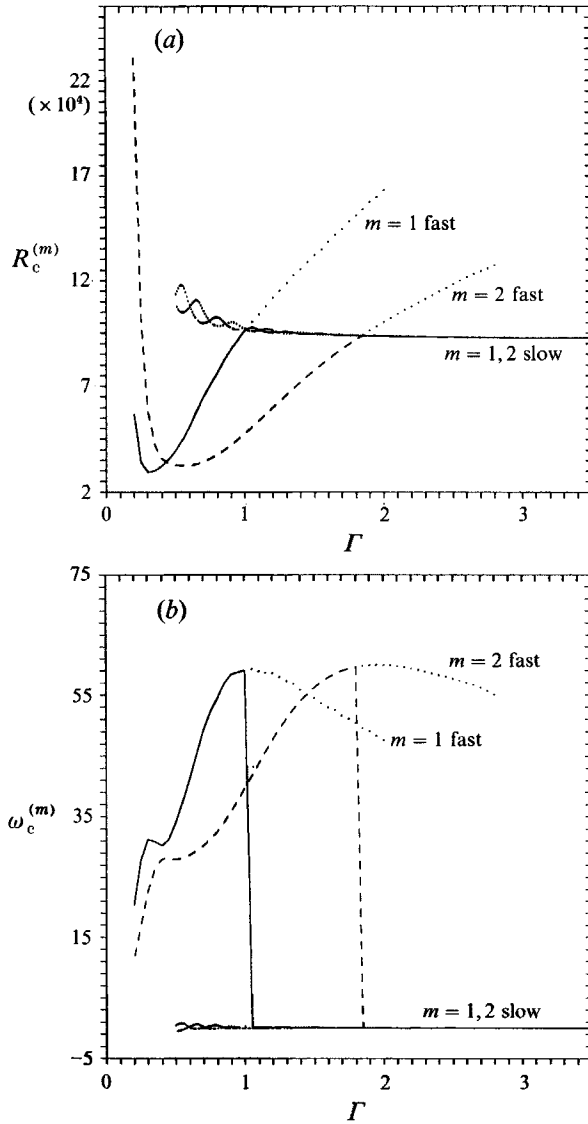 (a)
22
(× 10⁴)
17
R_c^(m)
12
7
2
m = 1 fast
m = 2 fast
m = 1, 2 slow
0 1 2 3
Γ
(b)
75
55
ω_c^(m)
35
15
−5
m = 2 fast
m = 1 fast
m = 1, 2 slow
0 1 2 3
Γ